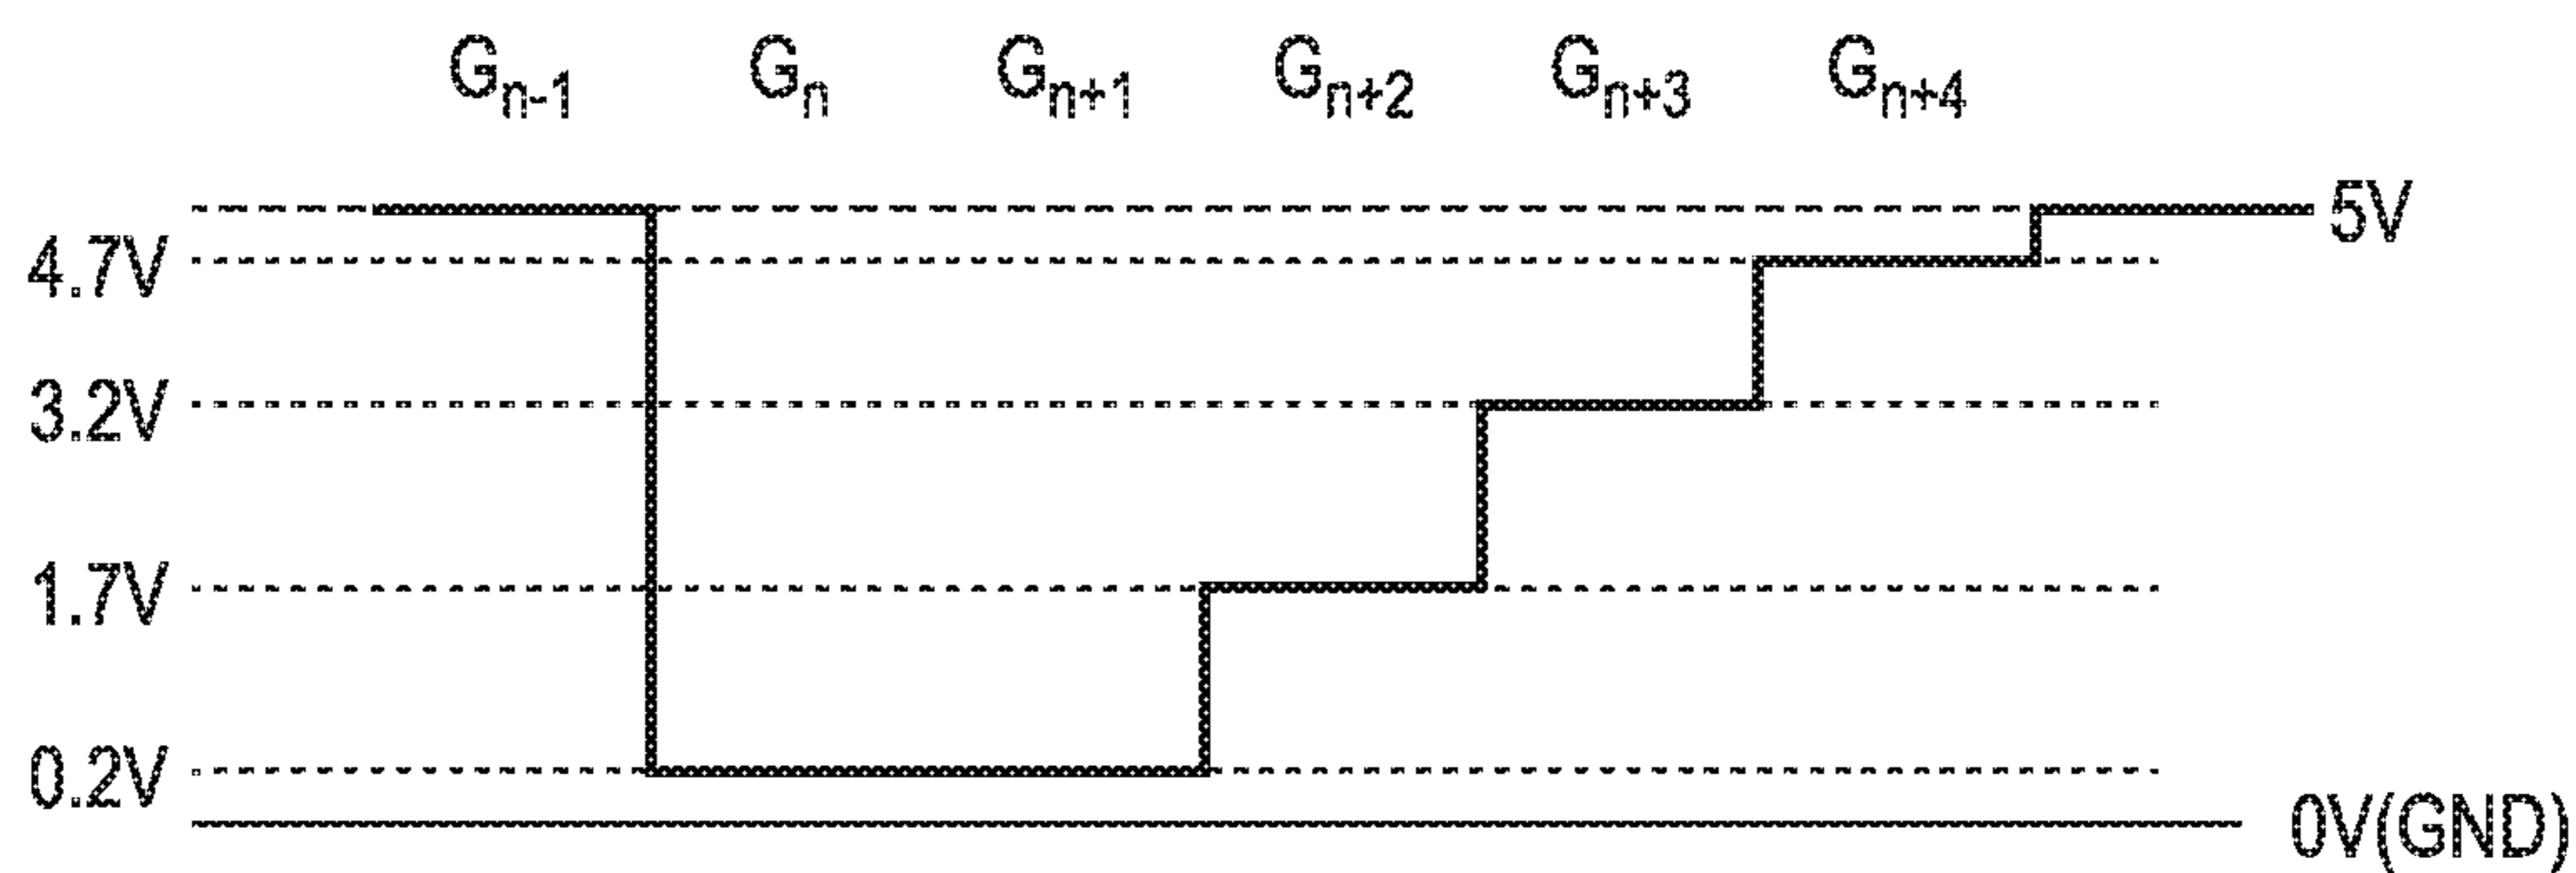 Gn-1 Gn Gn+1 Gn+2 Gn+3 Gn+4
5V
4.7V
3.2V
1.7V
0.2V
0V(GND)